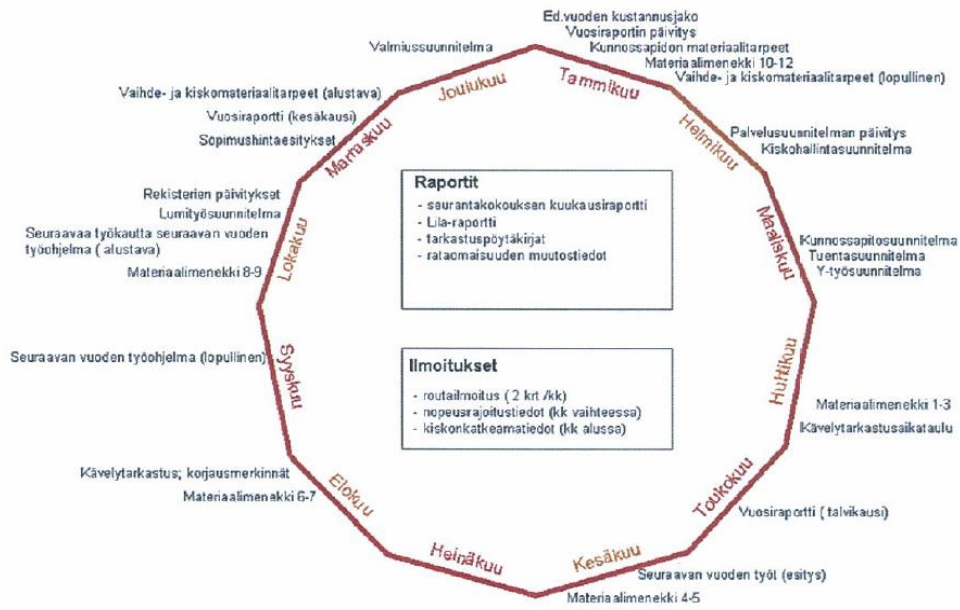 Ed.vuoden kustannusjako
Vuosiraportin päivitys
Kunnossapidon materiaalitarpeet
Materiaalimenekki 10-12
Vaihde- ja kiskomateriaalitarpeet (lopullinen)
Tammikuu
Helmikuu
Palvelusuunnitelman päivitys
Kiskohallintasuunnitelma
Maaliskuu
Kunnossapitosuunnitelma
Tuentasuunnitelma
Y-työsuunnitelma
Huhtikuu
Materiaalimenekki 1-3
Kävelytarkastusaikataulu
Toukokuu
Vuosiraportti ( talvikausi)
Kesäkuu
Seuraavan vuoden työt (esitys)
Materiaalimenekki 4-5
Heinäkuu
Elokuu
Kävelytarkastus; korjausmerkinnät
Materiaalimenekki 6-7
Syyskuu
Seuraavan vuoden työohjelma (lopullinen)
Lokakuu
Rekisterien päivitykset
Lumityösuunnitelma
Seuraavaa työkautta seuraavan vuoden
työohjelma ( alustava)
Materiaalimenekki 8-9
Marraskuu
Vaihde- ja kiskomateriaalitarpeet (alustava)
Vuosiraportti (kesäkausi)
Sopimushintaesitykset
Joulukuu
Valmiussuunnitelma
Raportit
- seurantakokouksen kuukausiraportti
- Lila-raportti
- tarkastuspöytäkirjat
- rataomaisuuden muutostiedot
Ilmoitukset
- routailmoitus ( 2 krt /kk)
- nopeusrajoitustiedot (kk vaihteessa)
- kiskonkatkeamatiedot (kk alussa)